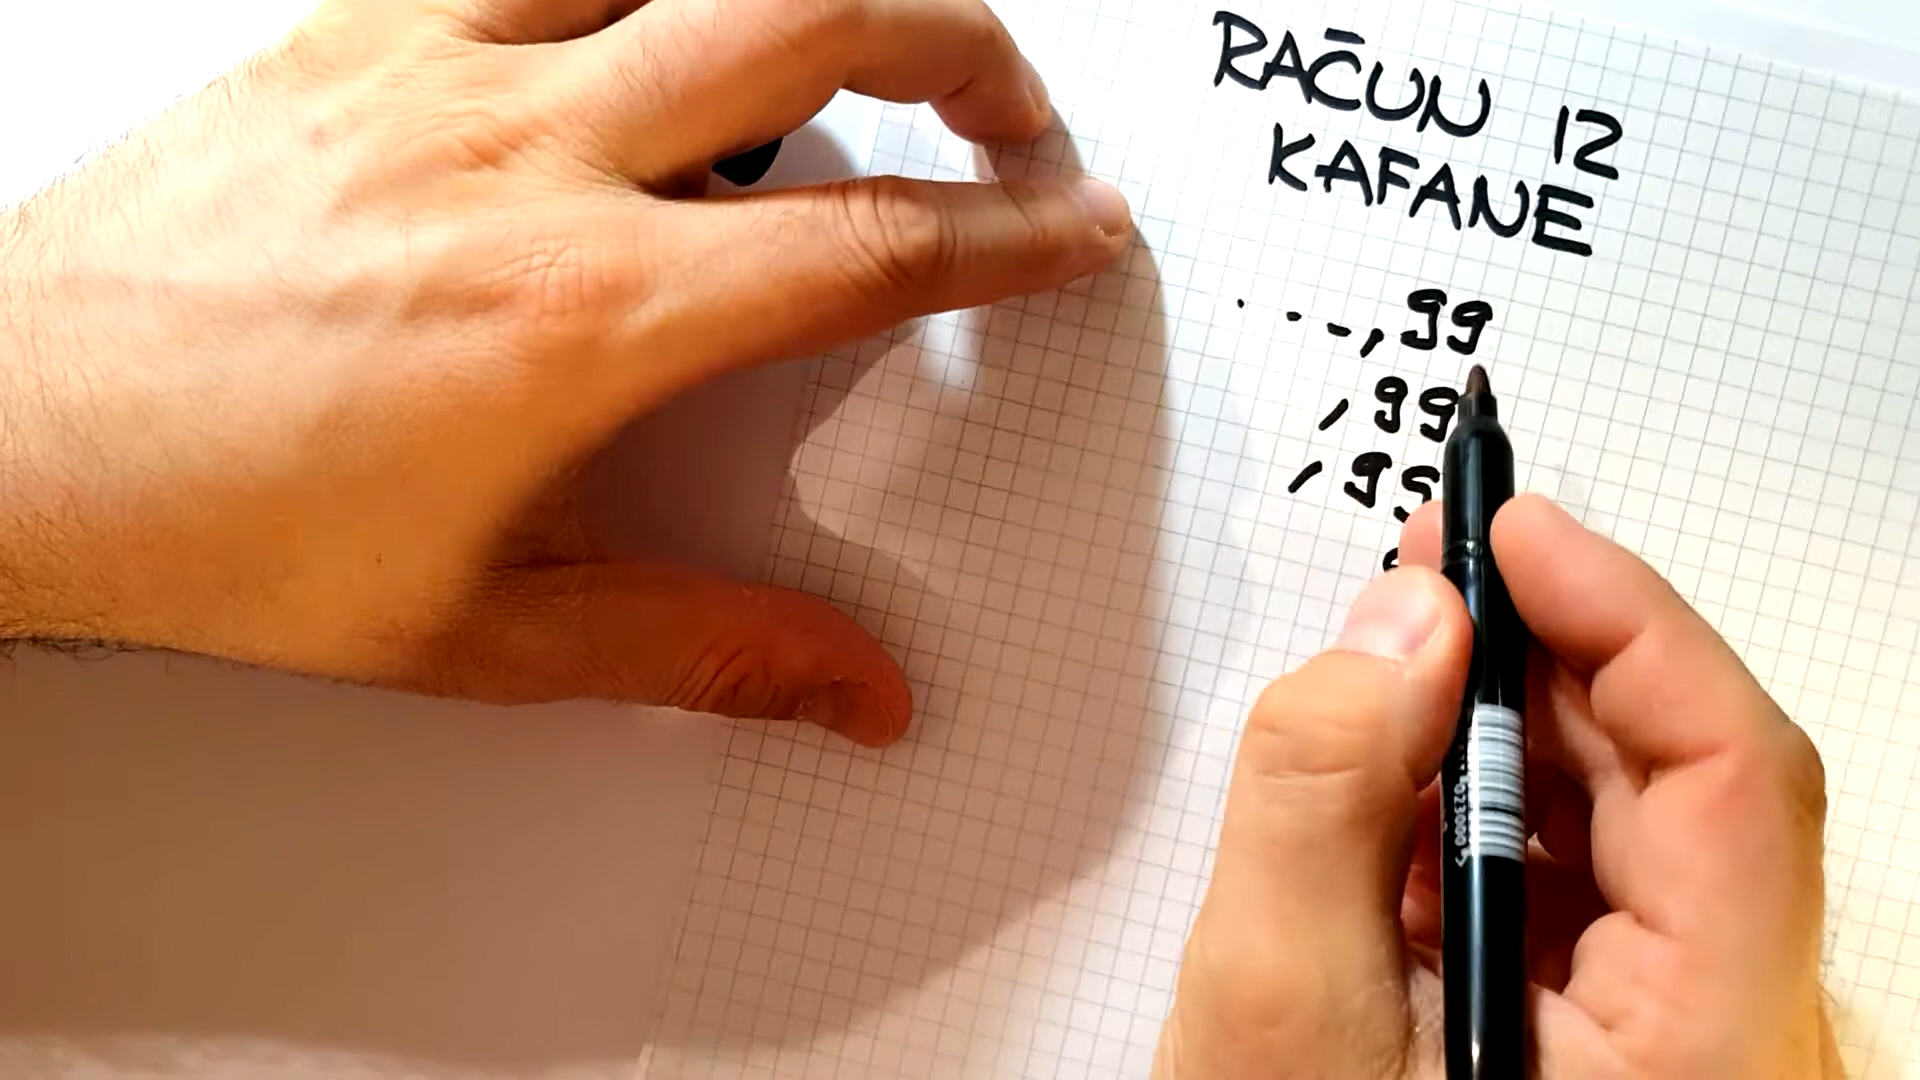 RAČUN IZ
KAFANE
. . _ , 99
, 99
, 99